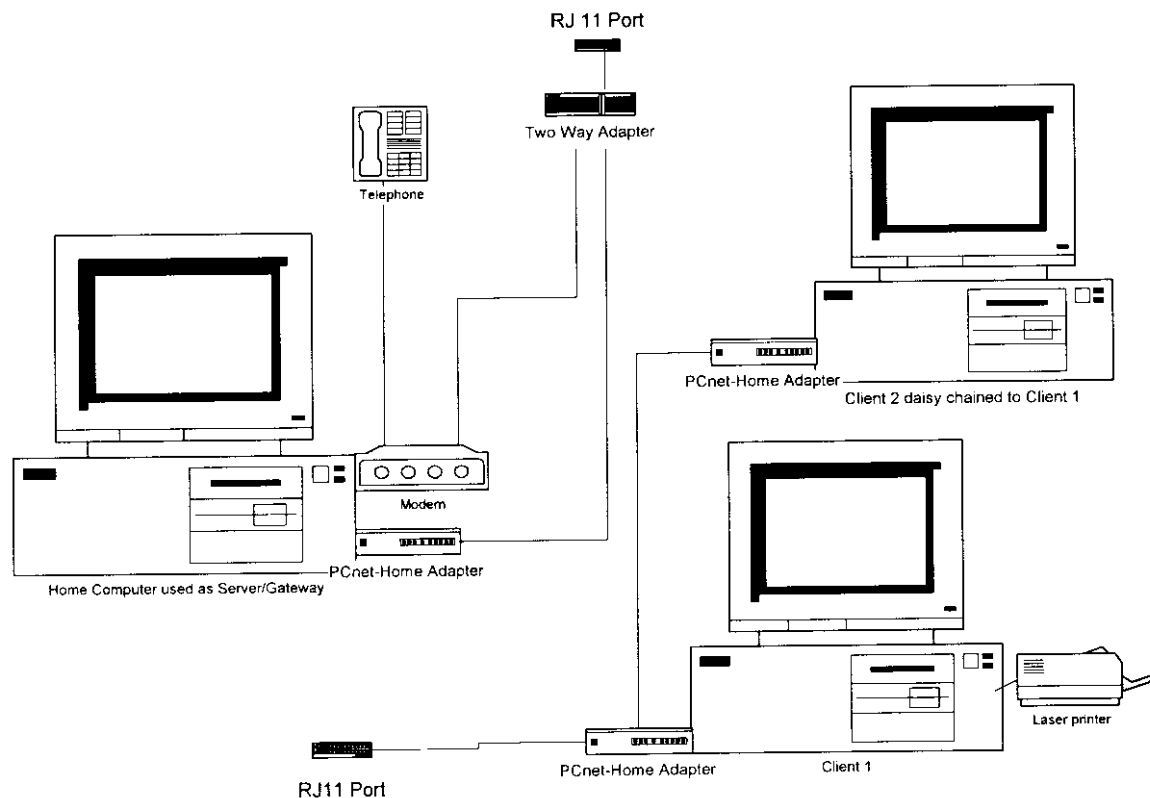 RJ 11 Port
Two Way Adapter
Telephone
PCnet-Home Adapter
Client 2 daisy chained to Client 1
Modem
PCnet-Home Adapter
Home Computer used as Server/Gateway
Laser printer
PCnet-Home Adapter
Client 1
RJ11 Port